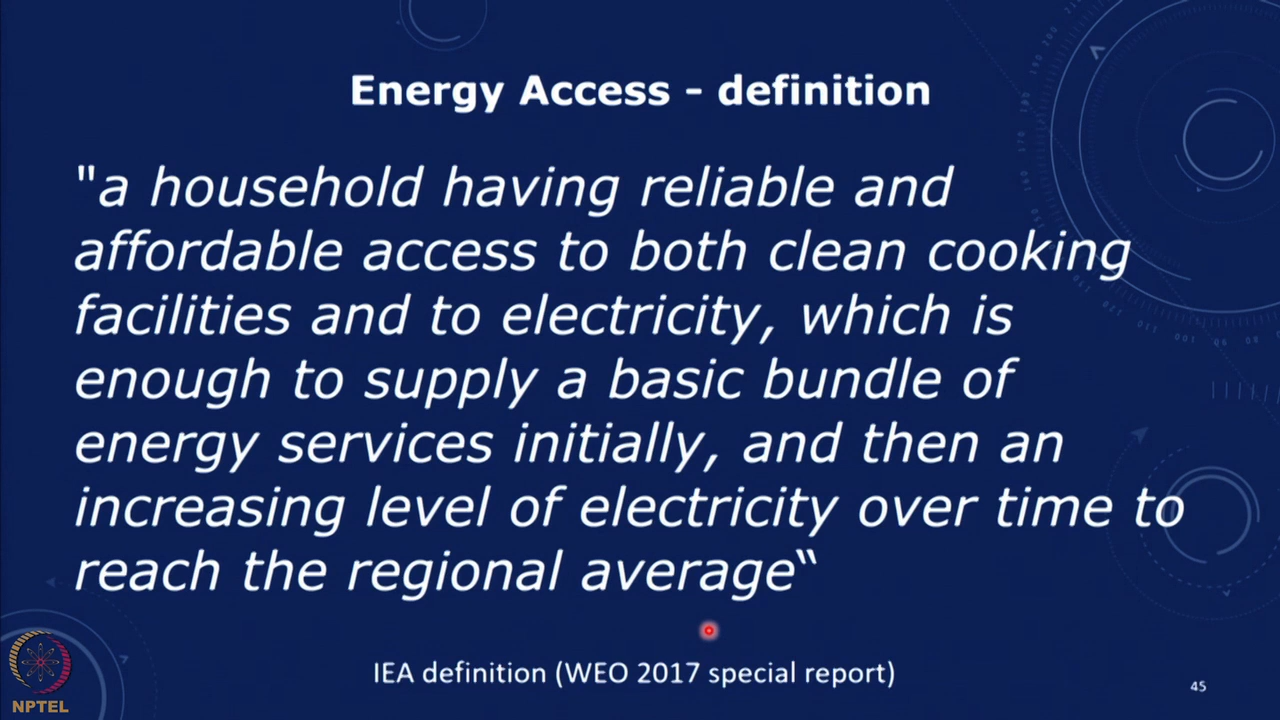 Energy Access - definition
"a household having reliable and
affordable access to both clean cooking
facilities and to electricity, which is
enough to supply a basic bundle of
energy services initially, and then an
increasing level of electricity over time to
reach the regional average“
IEA definition (WEO 2017 special report)
45
NPTEL